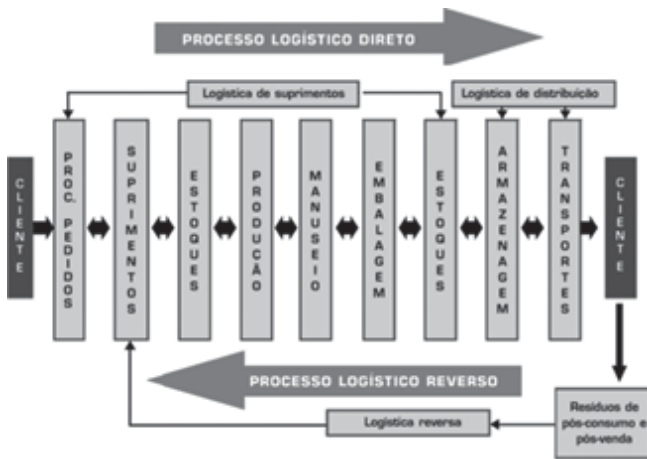 PROCESSO LOGÍSTICO DIRETO
Logística de suprimentos
Logística de distribuição
CLIENTE
PROC. PEDIDOS
SUPRIMENTOS
ESTOQUES
PRODUÇÃO
MANUSEIO
EMBALAGEM
ESTOQUES
ARMAZENAGEM
TRANSPORTES
CLIENTE
PROCESSO LOGÍSTICO REVERSO
Logística reversa
Resíduos de
pós-consumo e
pós-venda